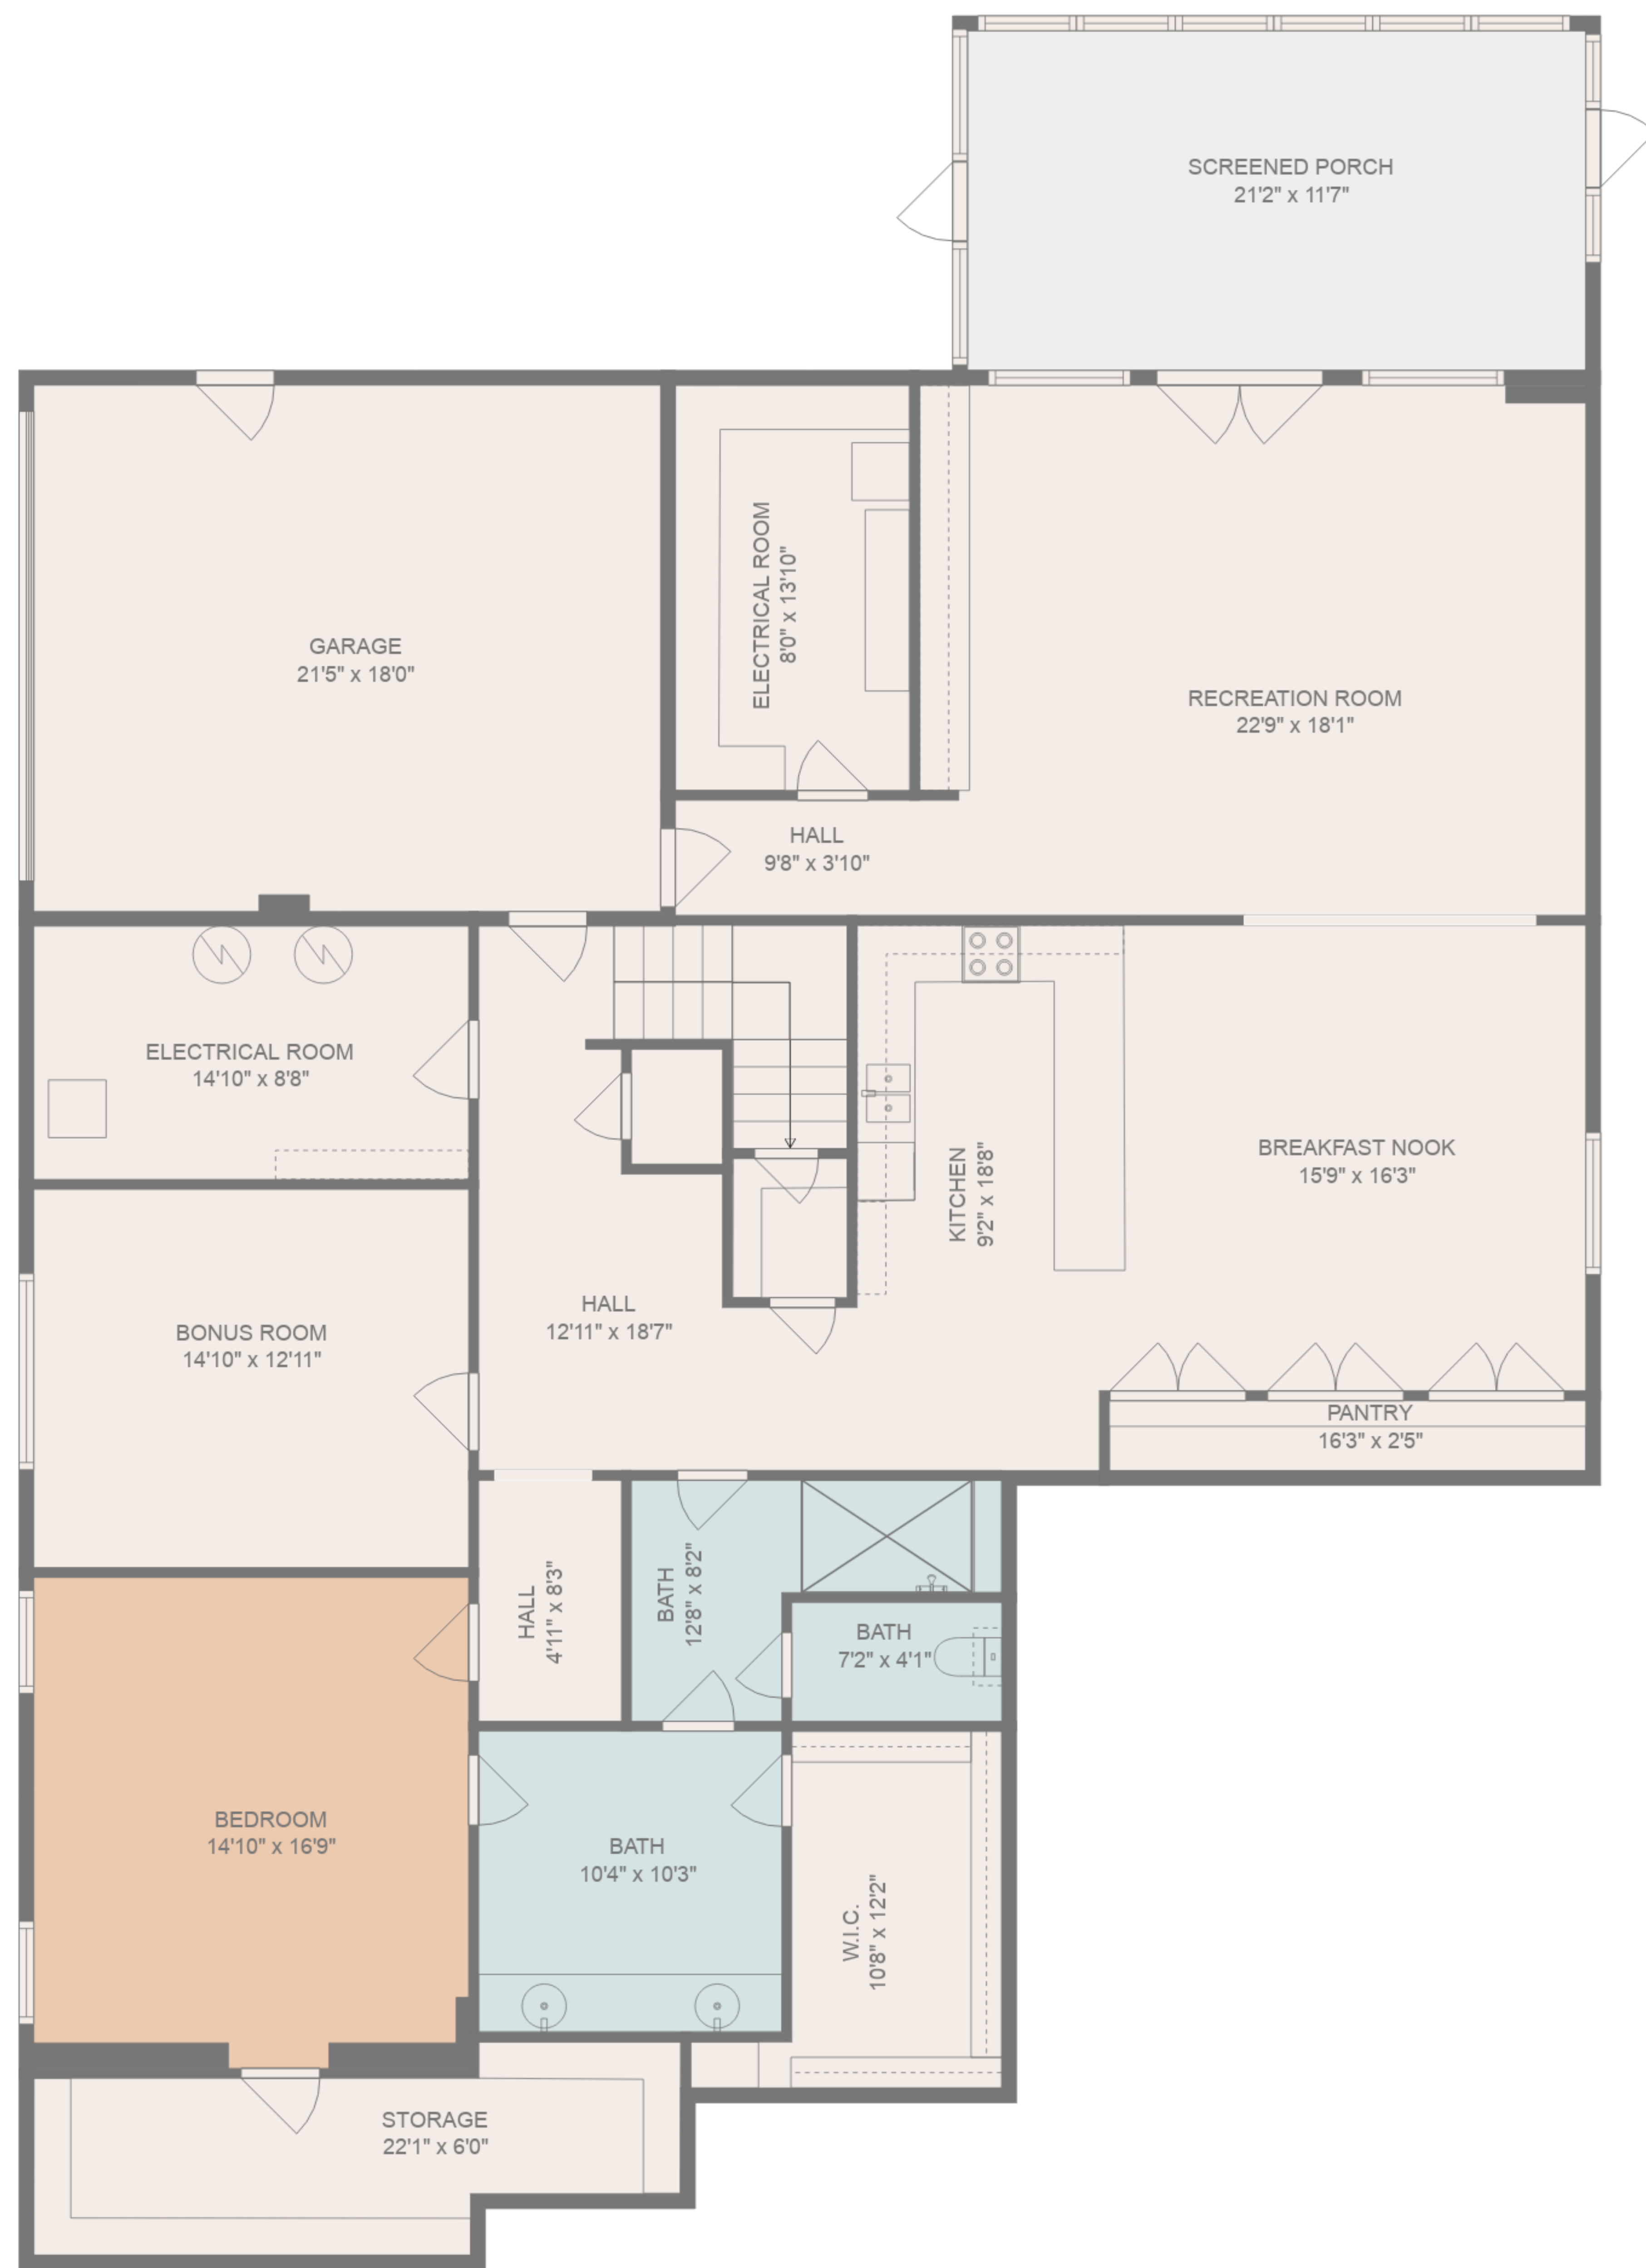 SCREENED PORCH
21'2" x 11'7"
GARAGE
21'5" x 18'0"
ELECTRICAL ROOM
8'0" x 13'10"
RECREATION ROOM
22'9" x 18'1"
HALL
9'8" x 3'10"
ELECTRICAL ROOM
14'10" x 8'8"
KITCHEN
9'2" x 18'8"
BREAKFAST NOOK
15'9" x 16'3"
BONUS ROOM
14'10" x 12'11"
HALL
12'11" x 18'7"
PANTRY
16'3" x 2'5"
HALL
4'11" x 8'3"
BATH
12'8" x 8'2"
BATH
7'2" x 4'1"
BEDROOM
14'10" x 16'9"
BATH
10'4" x 10'3"
W.I.C.
10'8" x 12'2"
STORAGE
22'1" x 6'0"